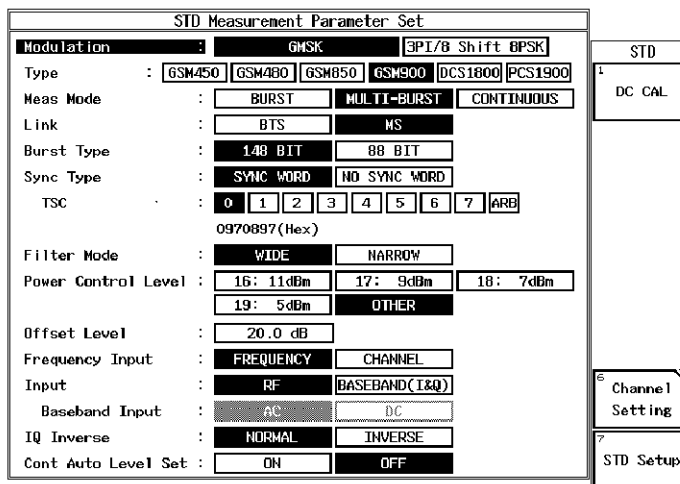 STD Measurement Parameter Set
Modulation : GMSK 3PI/8 Shift 8PSK
Type : GSM450 GSM480 GSM850 GSM900 DCS1800 PCS1900
Meas Mode : BURST MULTI-BURST CONTINUOUS
Link : BTS MS
Burst Type : 148 BIT 88 BIT
Sync Type : SYNC WORD NO SYNC WORD
TSC : 0 1 2 3 4 5 6 7 ARB
0970897(Hex)
Filter Mode : WIDE NARROW
Power Control Level : 16: 11dBm 17: 9dBm 18: 7dBm
19: 5dBm OTHER
Offset Level : 20.0 dB
Frequency Input : FREQUENCY CHANNEL
Input : RF BASEBAND(I&Q)
Baseband Input : AC DC
IQ Inverse : NORMAL INVERSE
Cont Auto Level Set : ON OFF
STD
1
DC CAL
6
Channel
Setting
7
STD Setup